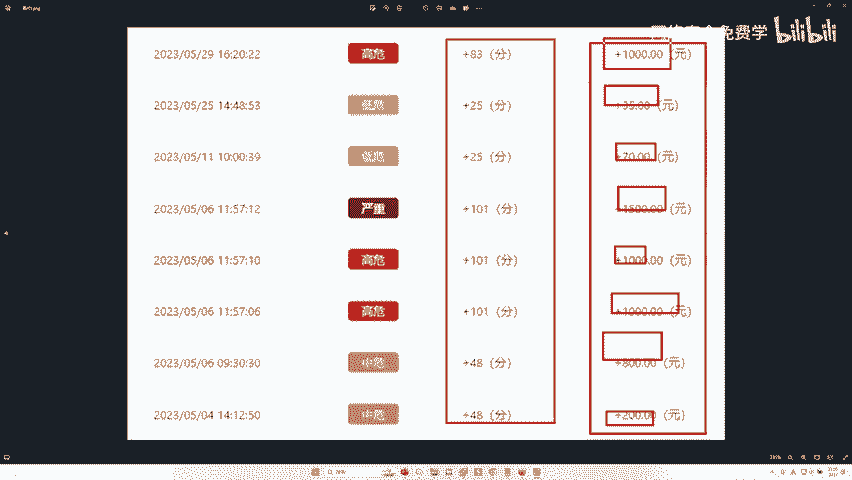 免费学 bilibili
2023/05/29 16:20:22 高危 +83（分） +1000.00（元）
2023/05/25 14:48:53 低危 +25（分） +35.00（元）
2023/05/11 10:00:39 低危 +25（分） +70.00（元）
2023/05/06 11:57:12 严重 +101（分） +1500.00（元）
2023/05/06 11:57:10 高危 +101（分） +1000.00（元）
2023/05/06 11:57:06 高危 +101（分） +1000.00（元）
2023/05/06 09:30:30 中危 +48（分） +800.00（元）
2023/05/04 14:12:50 中危 +48（分） +200.00（元）